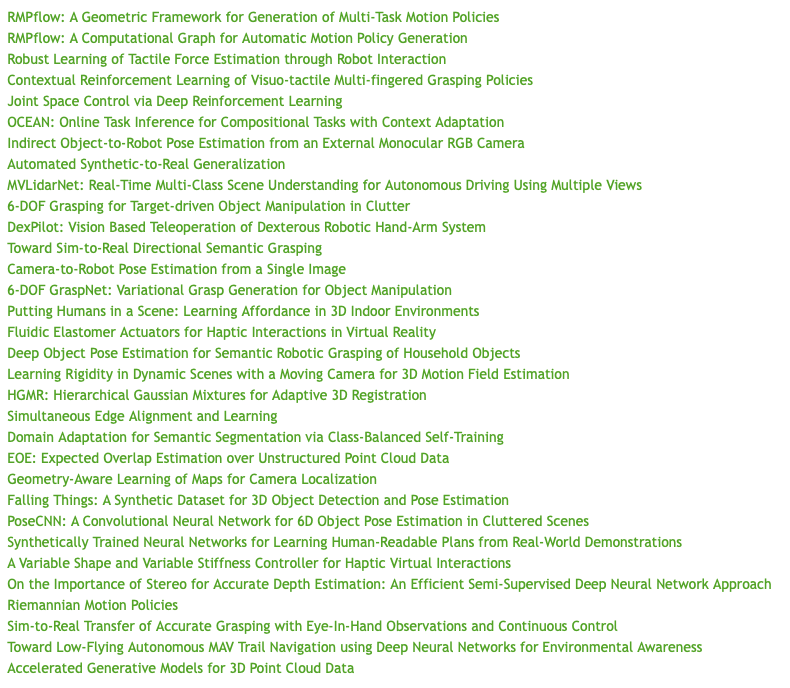 RMPflow: A Geometric Framework for Generation of Multi-Task Motion Policies
RMPflow: A Computational Graph for Automatic Motion Policy Generation
Robust Learning of Tactile Force Estimation through Robot Interaction
Contextual Reinforcement Learning of Visuo-tactile Multi-fingered Grasping Policies
Joint Space Control via Deep Reinforcement Learning
OCEAN: Online Task Inference for Compositional Tasks with Context Adaptation
Indirect Object-to-Robot Pose Estimation from an External Monocular RGB Camera
Automated Synthetic-to-Real Generalization
MVLidarNet: Real-Time Multi-Class Scene Understanding for Autonomous Driving Using Multiple Views
6-DOF Grasping for Target-driven Object Manipulation in Clutter
DexPilot: Vision Based Teleoperation of Dexterous Robotic Hand-Arm System
Toward Sim-to-Real Directional Semantic Grasping
Camera-to-Robot Pose Estimation from a Single Image
6-DOF GraspNet: Variational Grasp Generation for Object Manipulation
Putting Humans in a Scene: Learning Affordance in 3D Indoor Environments
Fluidic Elastomer Actuators for Haptic Interactions in Virtual Reality
Deep Object Pose Estimation for Semantic Robotic Grasping of Household Objects
Learning Rigidity in Dynamic Scenes with a Moving Camera for 3D Motion Field Estimation
HGMR: Hierarchical Gaussian Mixtures for Adaptive 3D Registration
Simultaneous Edge Alignment and Learning
Domain Adaptation for Semantic Segmentation via Class-Balanced Self-Training
EOE: Expected Overlap Estimation over Unstructured Point Cloud Data
Geometry-Aware Learning of Maps for Camera Localization
Falling Things: A Synthetic Dataset for 3D Object Detection and Pose Estimation
PoseCNN: A Convolutional Neural Network for 6D Object Pose Estimation in Cluttered Scenes
Synthetically Trained Neural Networks for Learning Human-Readable Plans from Real-World Demonstrations
A Variable Shape and Variable Stiffness Controller for Haptic Virtual Interactions
On the Importance of Stereo for Accurate Depth Estimation: An Efficient Semi-Supervised Deep Neural Network Approach
Riemannian Motion Policies
Sim-to-Real Transfer of Accurate Grasping with Eye-In-Hand Observations and Continuous Control
Toward Low-Flying Autonomous MAV Trail Navigation using Deep Neural Networks for Environmental Awareness
Accelerated Generative Models for 3D Point Cloud Data